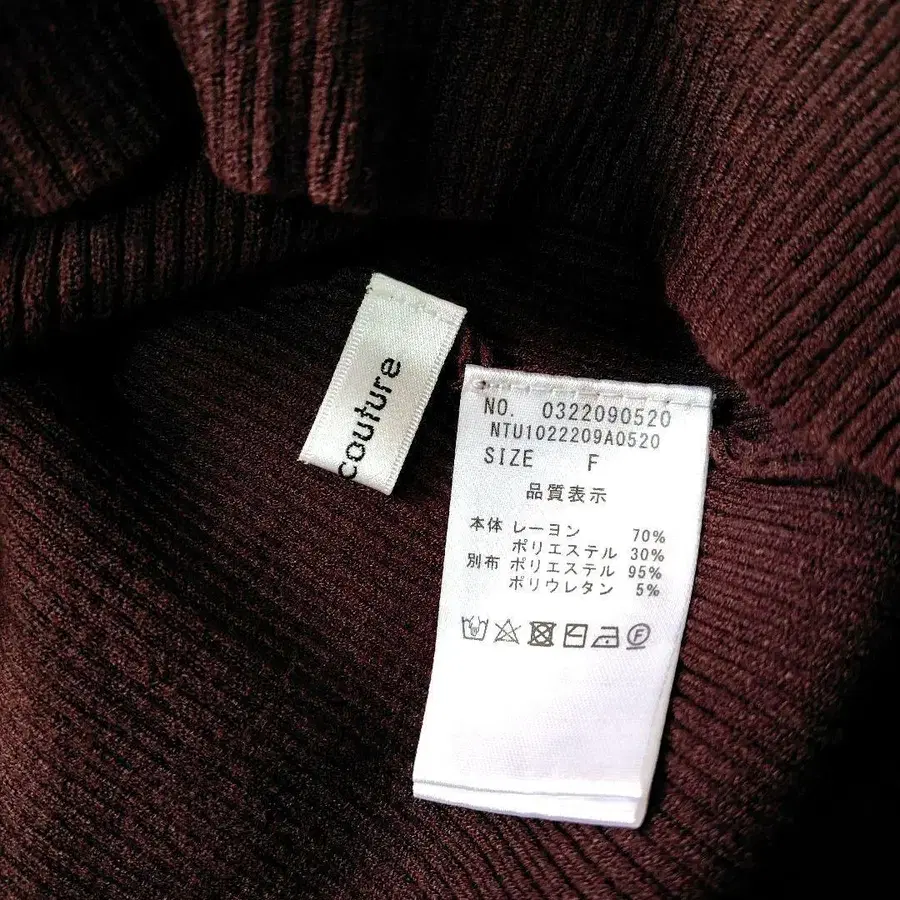 couture
NO. 0322090520
NTU1022209A0520
SIZE F
品質表示
本体 レーヨン 70%
ポリエステル 30%
別布 ポリエステル 95%
ポリウレタン 5%
F